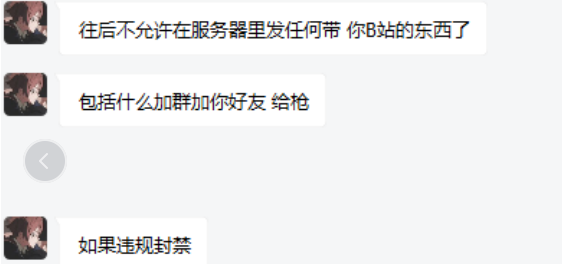 往后不允许在服务器里发任何带 你B站的东西了
包括什么加群加你好友 给枪
如果违规封禁